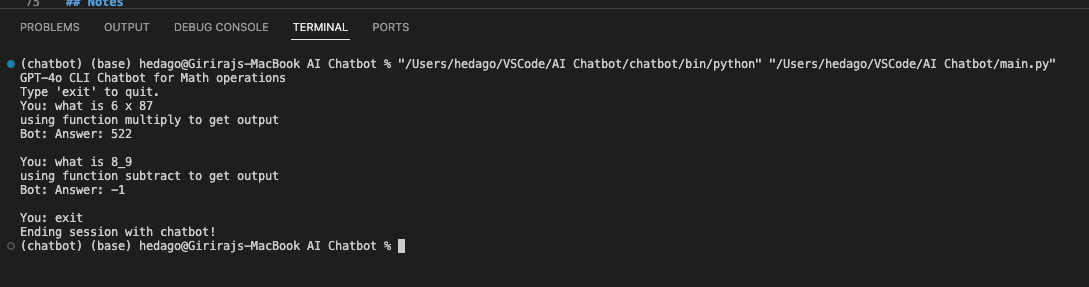 75 ## Notes
PROBLEMS OUTPUT DEBUG CONSOLE TERMINAL PORTS
(chatbot) (base) hedago@Girirajs-MacBook AI Chatbot % "/Users/hedago/VSCode/AI Chatbot/chatbot/bin/python" "/Users/hedago/VSCode/AI Chatbot/main.py"
GPT-4o CLI Chatbot for Math operations
Type 'exit' to quit.
You: what is 6 x 87
using function multiply to get output
Bot: Answer: 522
You: what is 8_9
using function subtract to get output
Bot: Answer: -1
You: exit
Ending session with chatbot!
(chatbot) (base) hedago@Girirajs-MacBook AI Chatbot %